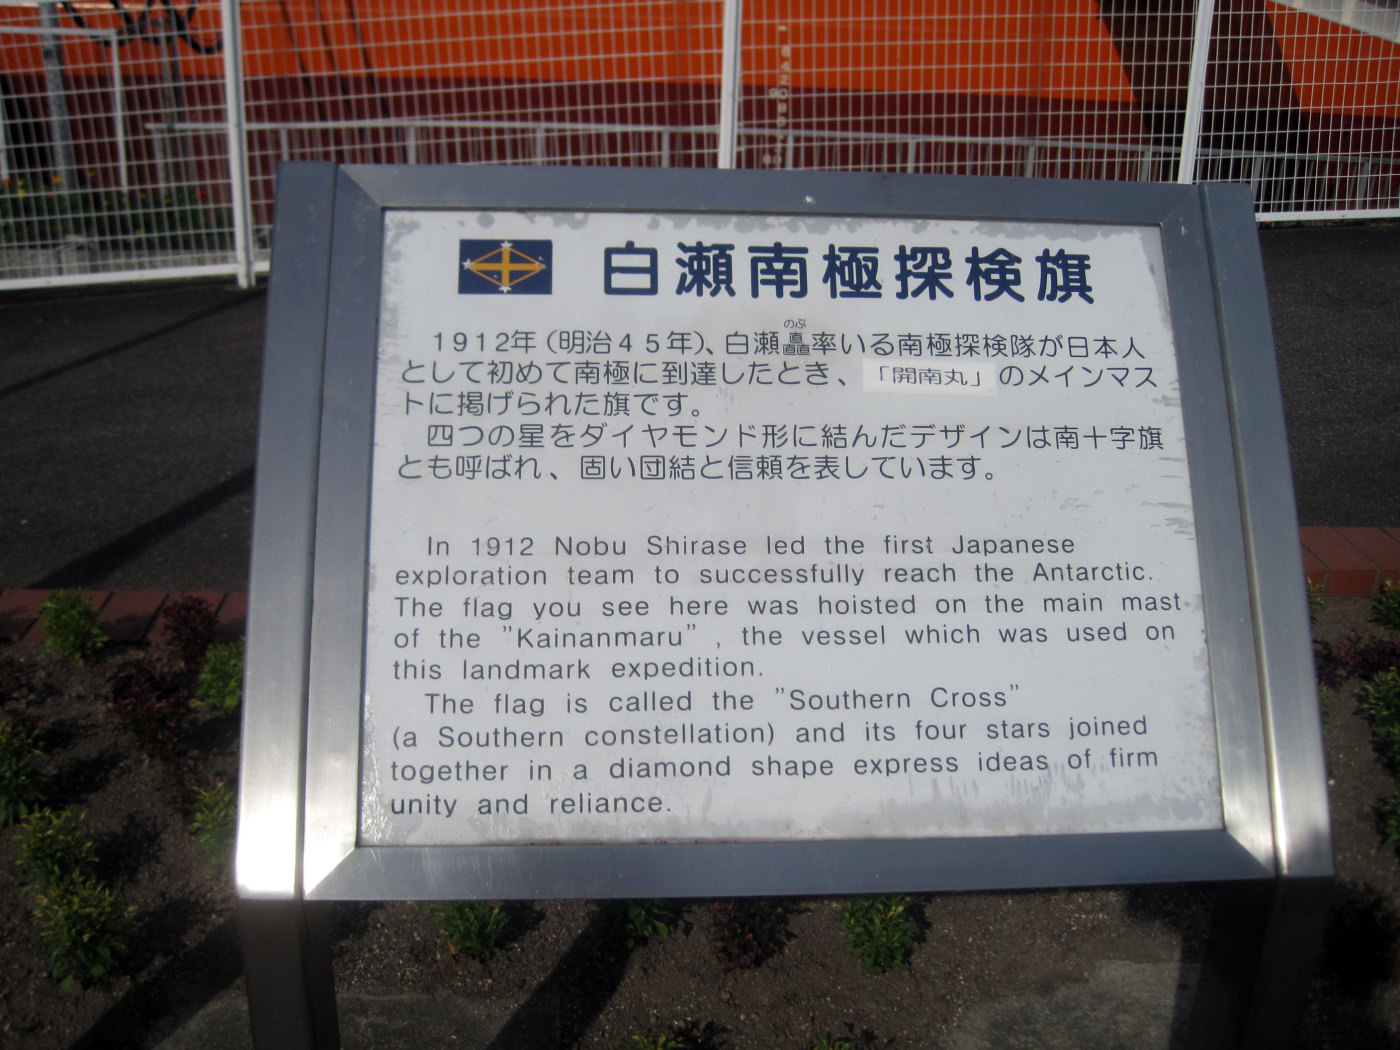 白瀬南極探検旗
のぶ
1912年(明治45年)、白瀬矗率いる南極探検隊が日本人
として初めて南極に到達したとき、「開南丸」のメインマス
トに掲げられた旗です。
四つの星をダイヤモンド形に結んだデザインは南十字旗
とも呼ばれ、固い団結と信頼を表しています。
In 1912 Nobu Shirase led the first Japanese
exploration team to successfully reach the Antarctic.
The flag you see here was hoisted on the main mast
of the "Kainanmaru", the vessel which was used on
this landmark expedition.
The flag is called the "Southern Cross"
(a Southern constellation) and its four stars joined
together in a diamond shape express ideas of firm
unity and reliance.